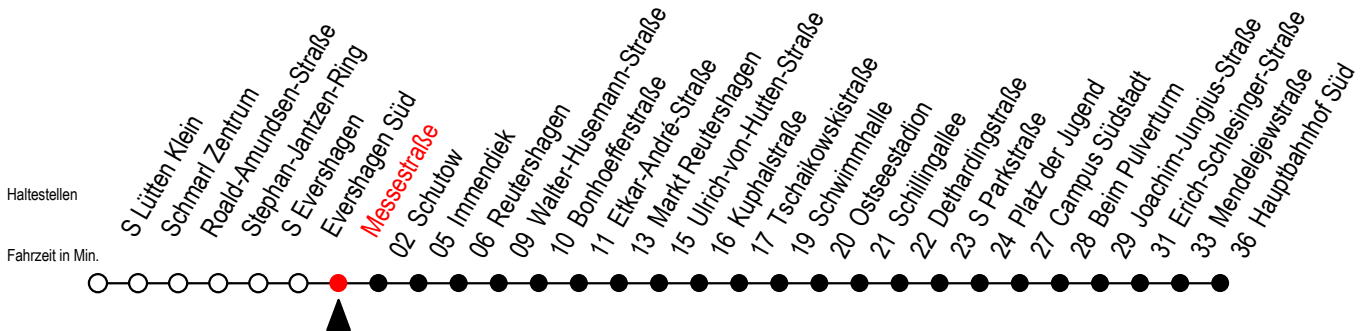 Haltestellen
Fahrzeit in Min.
S Lütten Klein
Schmarl Zentrum
Roald-Amundsen-Straße
Stephan-Jantzen-Ring
S Evershagen
Evershagen Süd
Messestraße
02 Schutow
05 Immendiek
06 Reutershagen
09 Walter-Husemann-Straße
10 Bonhoefferstraße
11 Etkar-André-Straße
13 Markt Reutershagen
15 Ulrich-von-Hutten-Straße
16 Kuphalstraße
17 Tschaikowskistraße
19 Schwimmhalle
20 Ostseestadion
21 Schillingallee
22 Dethardingstraße
23 S Parkstraße
24 Platz der Jugend
27 Campus Südstadt
28 Beim Pulverturm
29 Joachim-Jungius-Straße
31 Erich-Schlesinger-Straße
33 Mendelejewstraße
36 Hauptbahnhof Süd